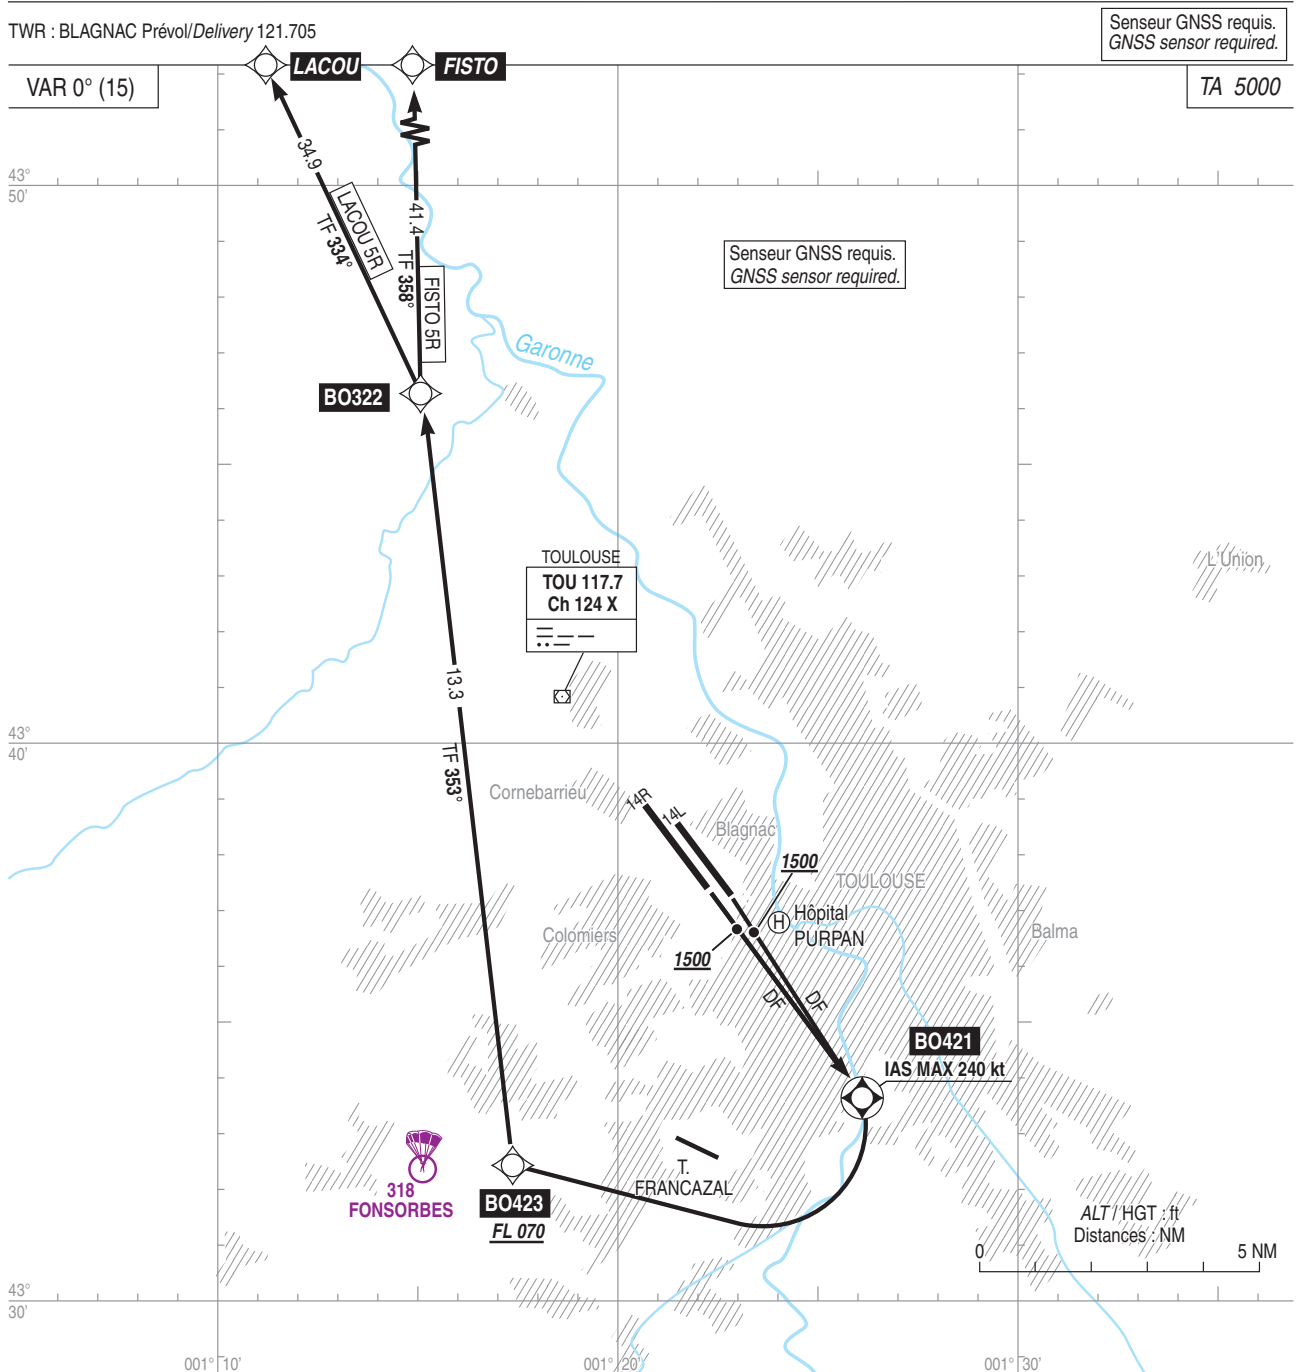 TWR : BLAGNAC Prévol/Delivery 121.705
Senseur GNSS requis.
GNSS sensor required.
LACOU
FISTO
VAR 0° (15)
TA 5000
34.9
LACOU 5R
TF 334°
41.4
TF 358°
FISTO 5R
43°
50'
Senseur GNSS requis.
GNSS sensor required.
Garonne
BO322
TOULOUSE
TOU 117.7
Ch 124 X
L'Union
13.3
TF 353°
43°
40'
Cornebarrieu
14R
14L
Blagnac
1500
TOULOUSE
H
Hôpital
PURPAN
Colomiers
1500
Balma
DF
DF
BO421
IAS MAX 240 kt
318
FONSORBES
BO423
FL 070
T.
FRANCAZAL
ALT / HGT : ft
Distances : NM
0
5 NM
43°
30'
001° 10'
001° 20'
001° 30'